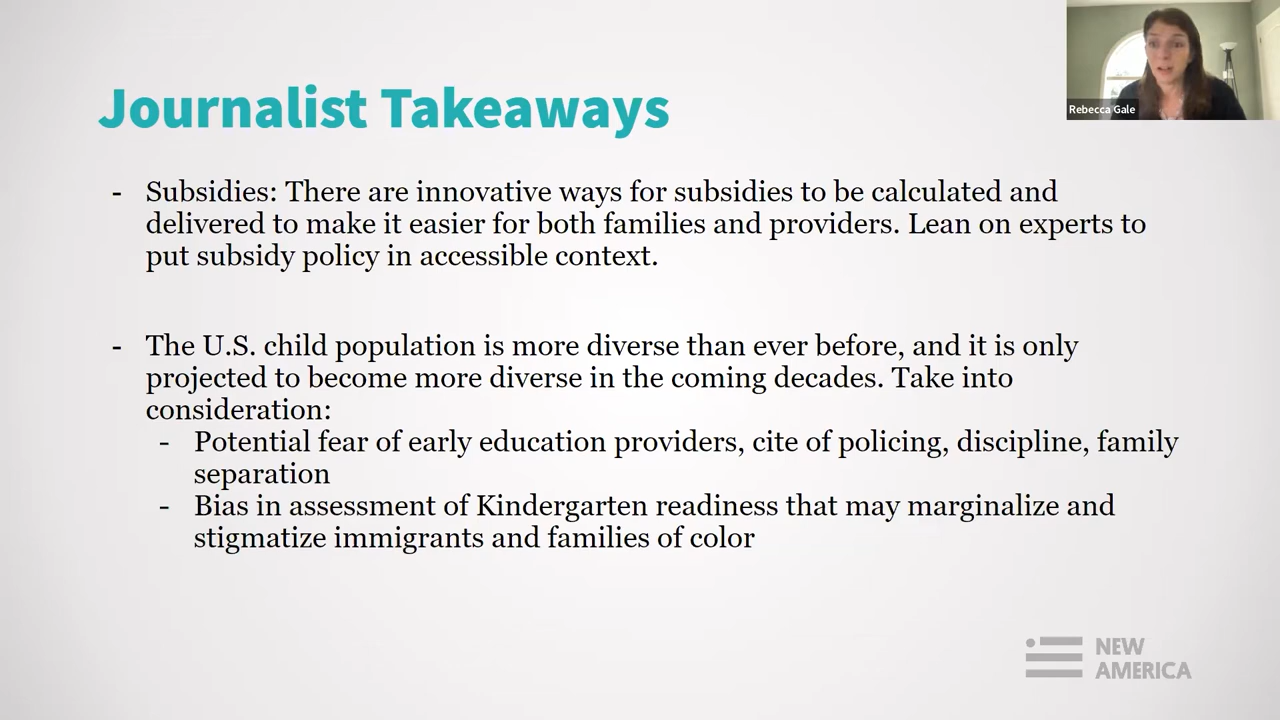 Journalist Takeaways
Rebecca Gale
- Subsidies: There are innovative ways for subsidies to be calculated and
delivered to make it easier for both families and providers. Lean on experts to
put subsidy policy in accessible context.
- The U.S. child population is more diverse than ever before, and it is only
projected to become more diverse in the coming decades. Take into
consideration:
- Potential fear of early education providers, cite of policing, discipline, family
separation
- Bias in assessment of Kindergarten readiness that may marginalize and
stigmatize immigrants and families of color
NEW
AMERICA